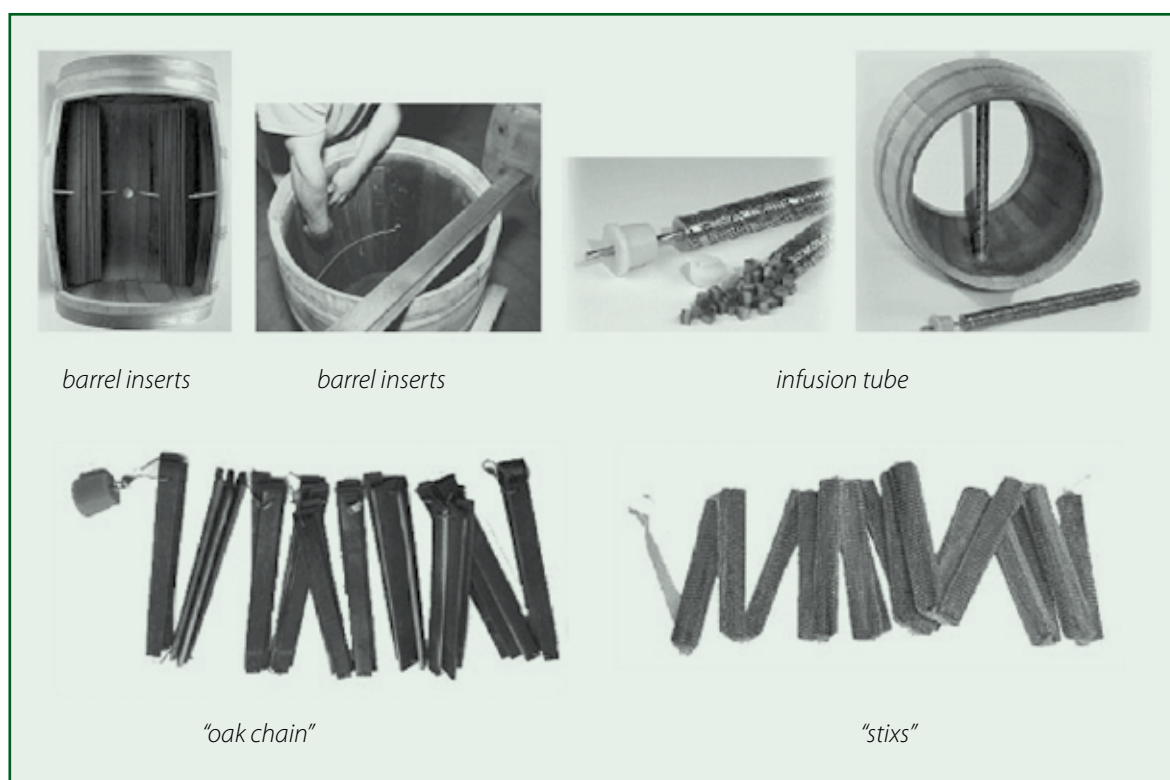 barrel inserts
barrel inserts
infusion tube
“oak chain”
“stixs”